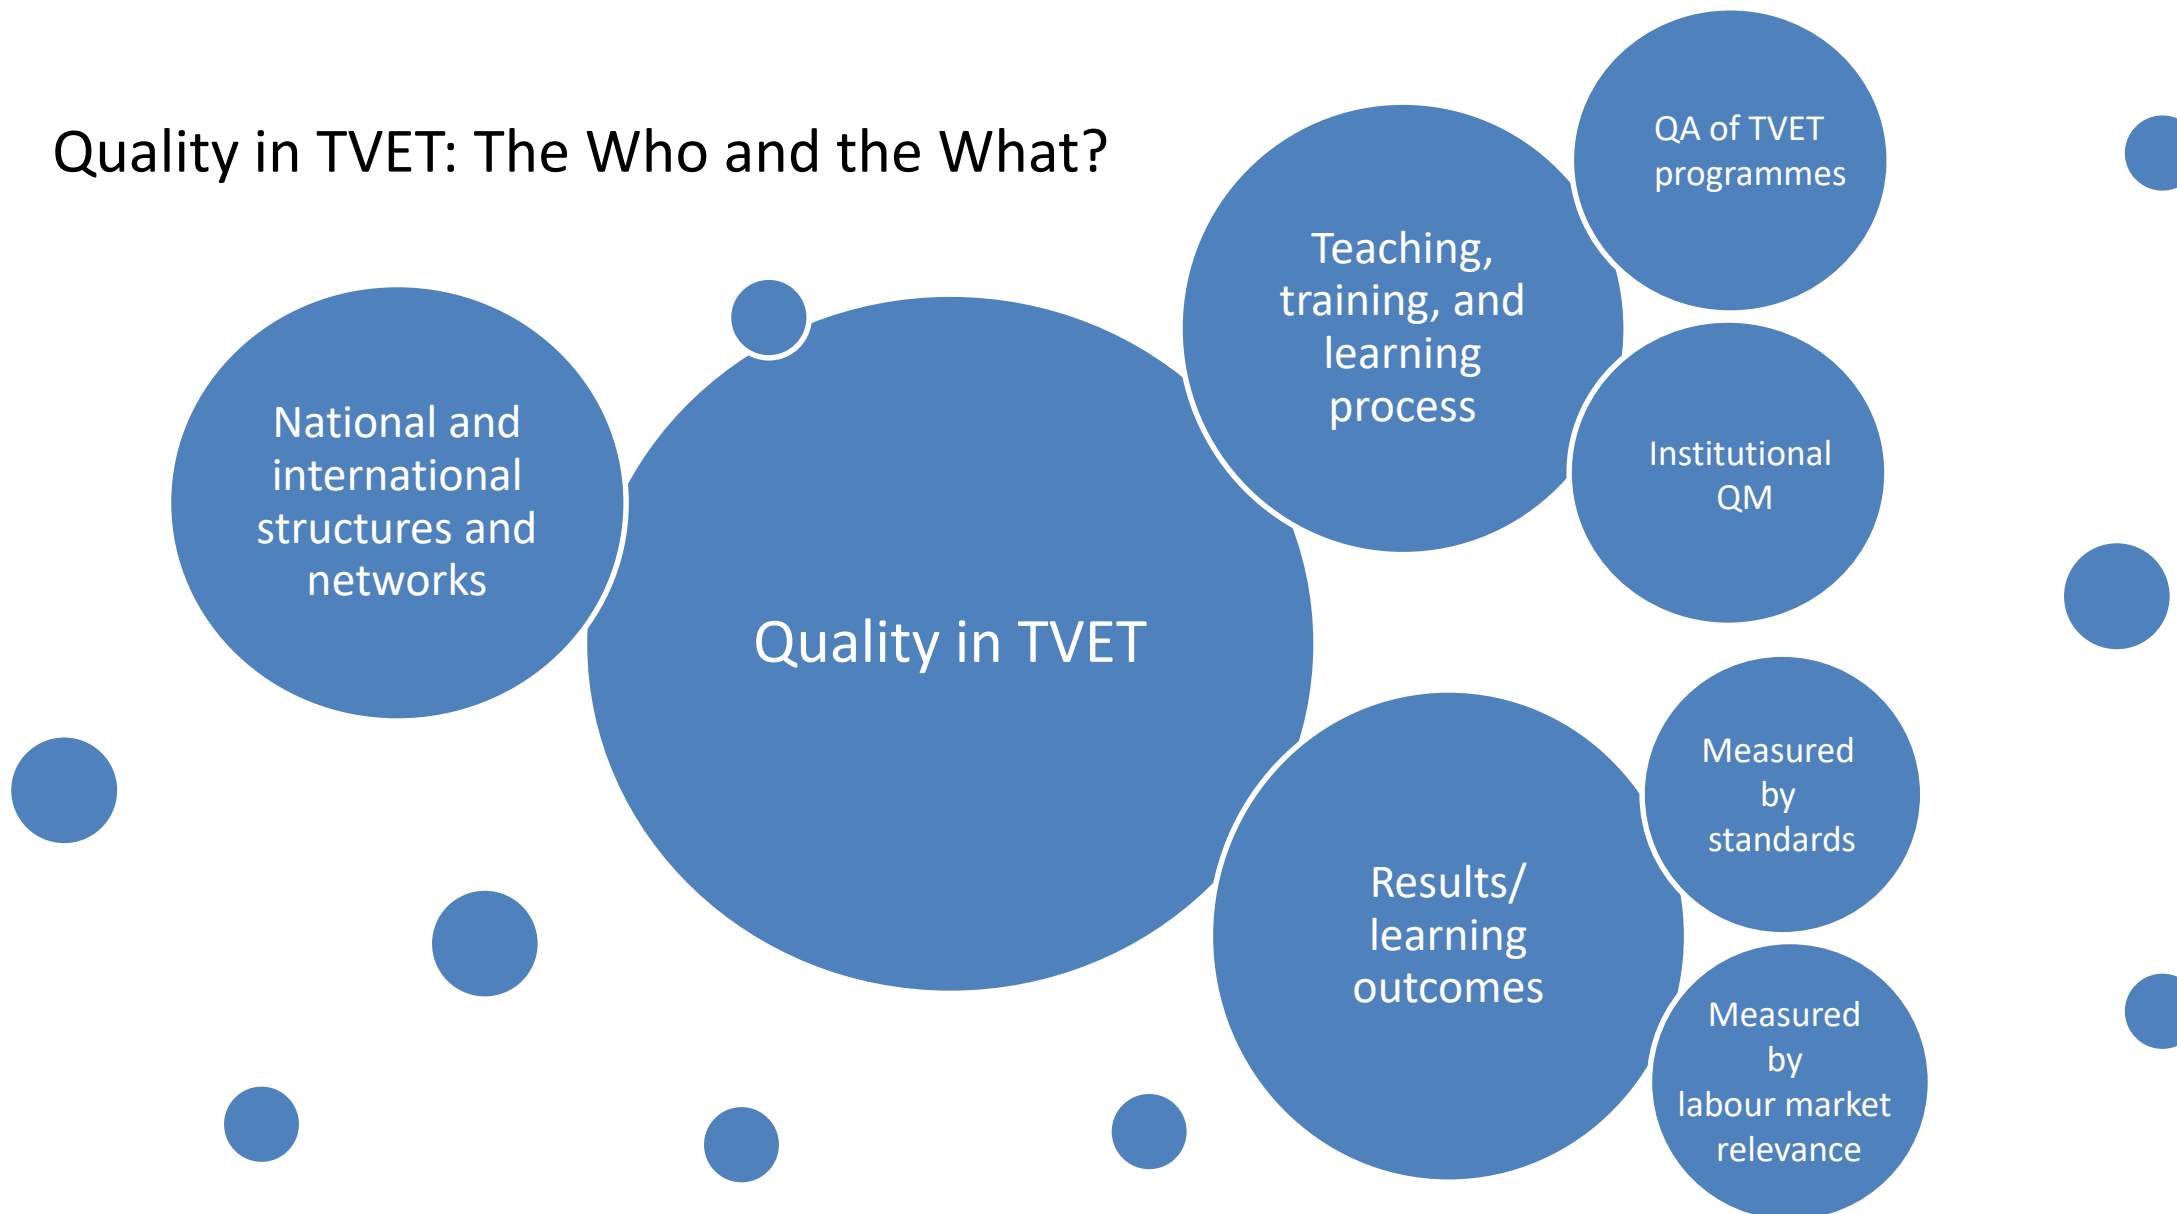 Quality in TVET: The Who and the What?
National and
international
structures and
networks
Quality in TVET
Teaching,
training, and
learning
process
QA of TVET
programmes
Institutional
QM
Results/
learning
outcomes
Measured
by
standards
Measured
by
labour market
relevance